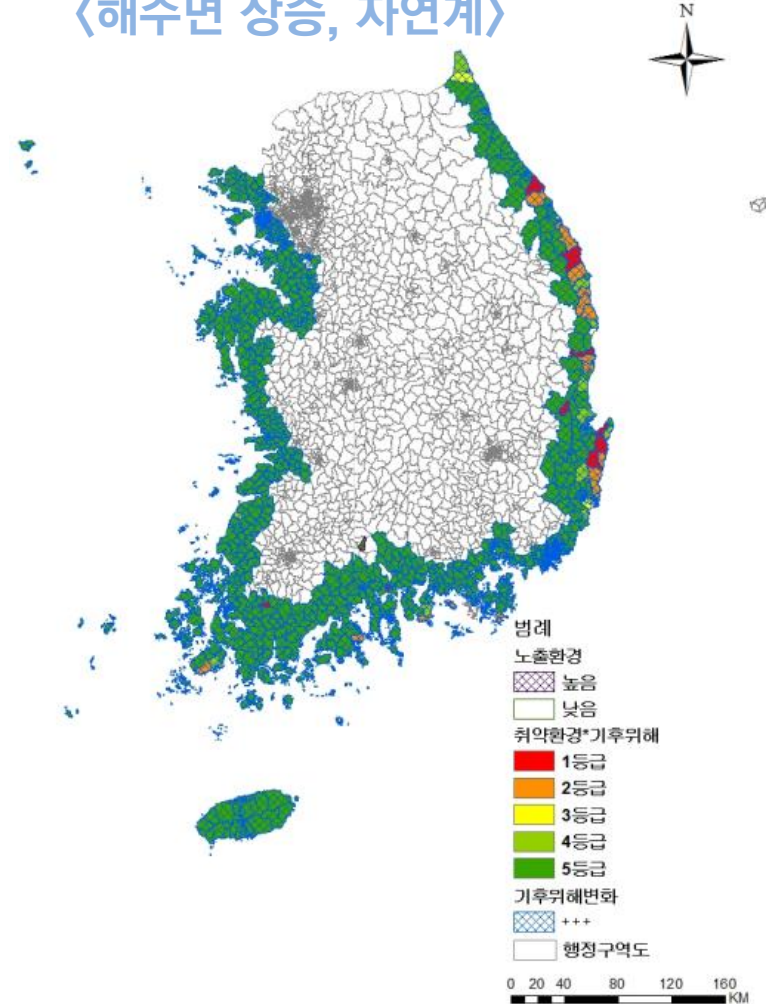 <해수면 상승, 자연계>
N
범례
노출환경
높음
낮음
취약환경*기후위해
1등급
2등급
3등급
4등급
5등급
기후위해변화
+++
행정구역도
0 20 40 80 120 160
KM